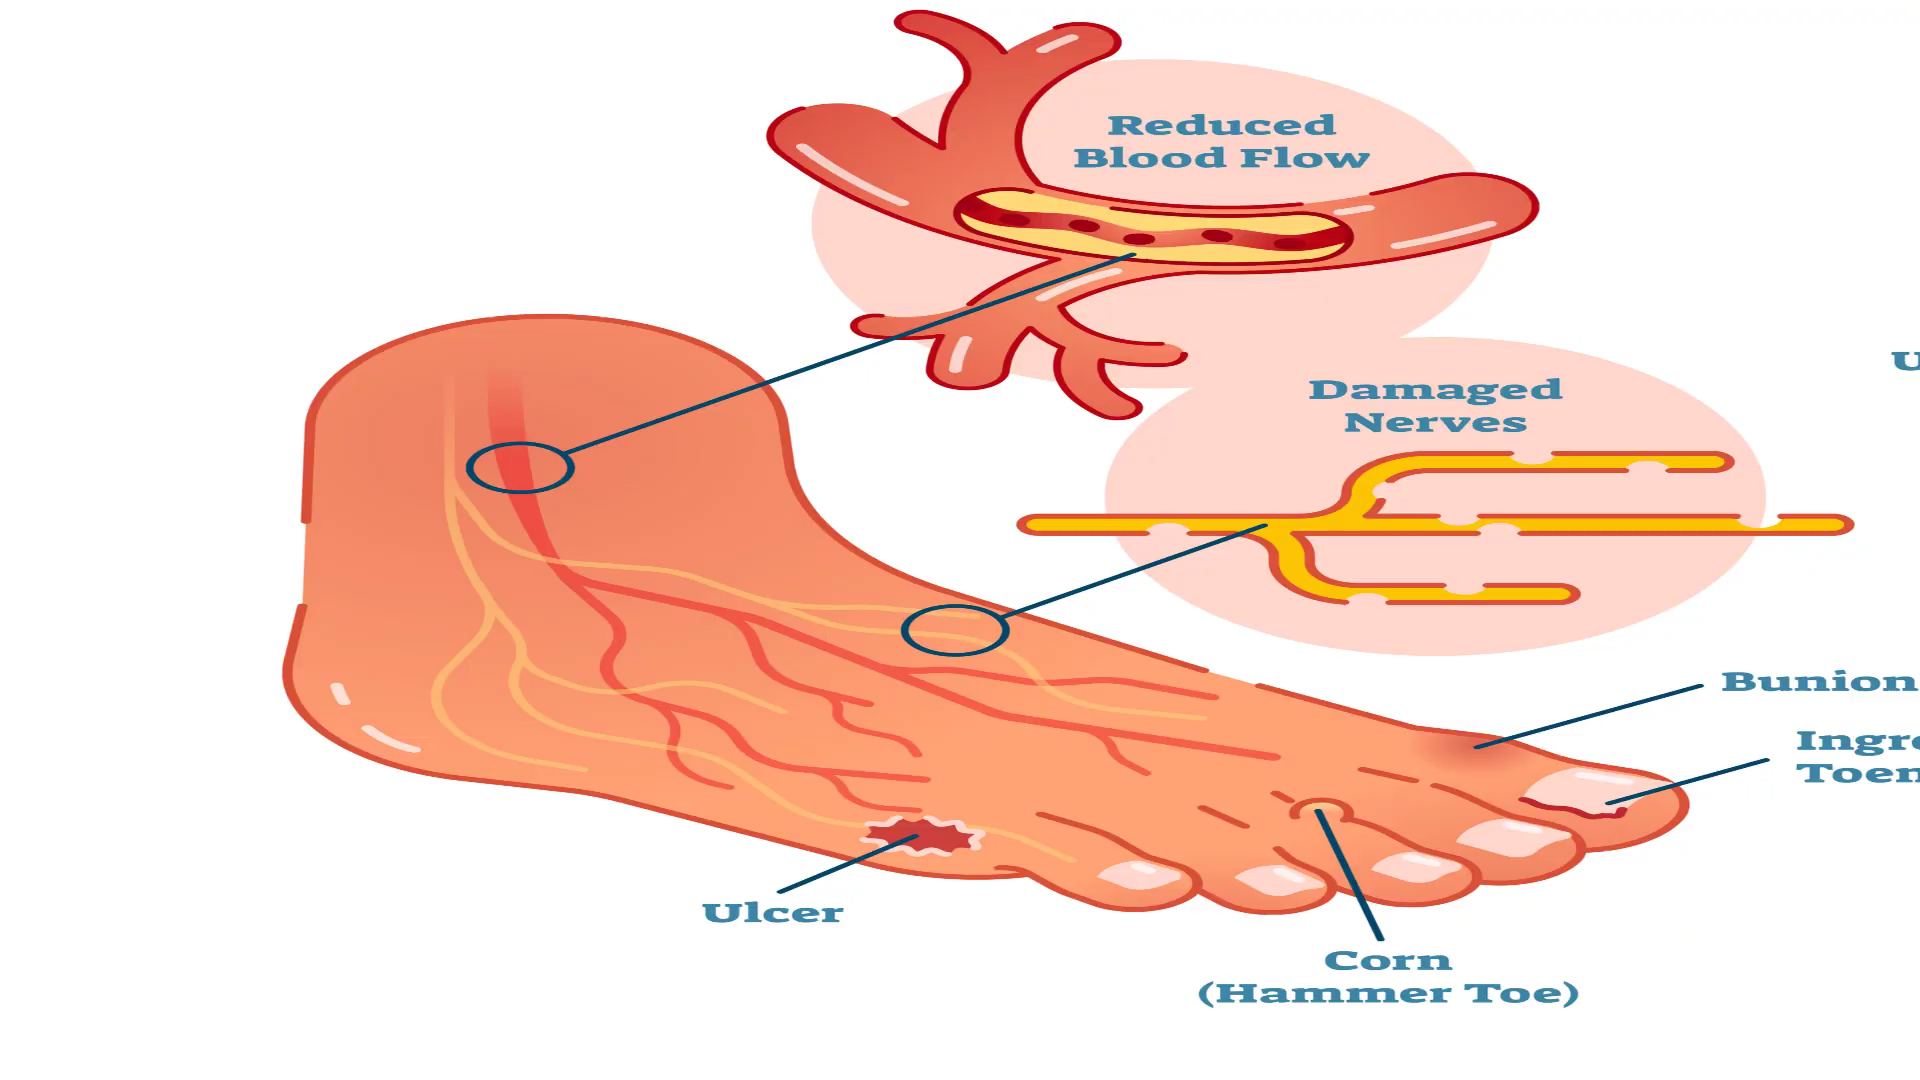 Reduced
Blood Flow
Damaged
Nerves
Bunion
Ulcer
Corn
(Hammer Toe)